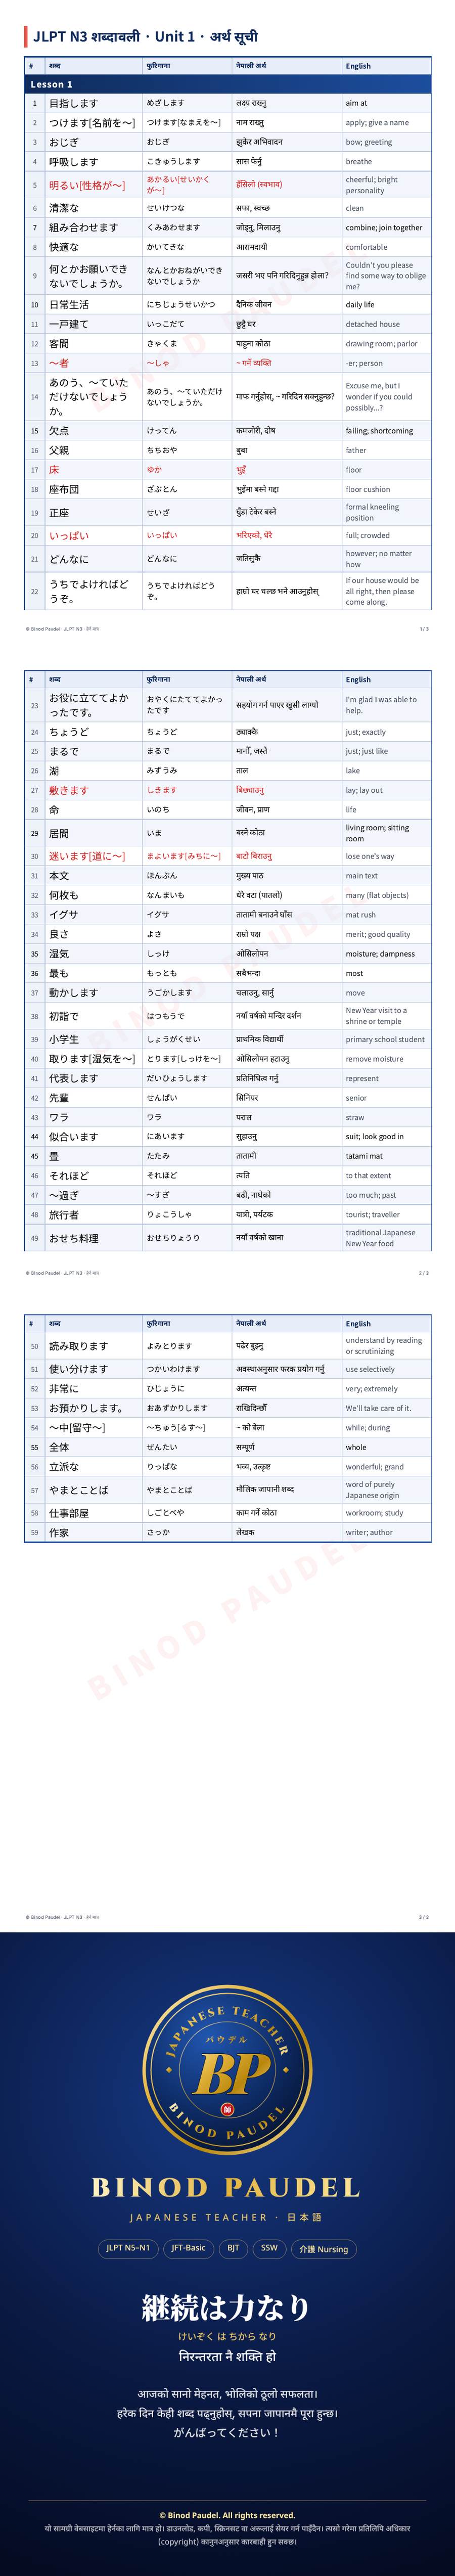 JLPT N3 शब्दावली · Unit 1 · अर्थ सूची
# शब्द फुरिगाना नेपाली अर्थ English
Lesson 1
1 目指します めざします लक्ष्य राख्नु aim at
2 つけます[名前を〜] つけます[なまえを〜] नाम राख्नु apply; give a name
3 おじぎ おじぎ झुकेर अभिवादन bow; greeting
4 呼吸します こきゅうします सास फेर्नु breathe
5 明るい[性格が〜] あかるい[せいかく
が〜] हँसिलो (स्वभाव) cheerful; bright
personality
6 清潔な せいけつな सफा, स्वच्छ clean
7 組み合わせます くみあわせます जोड्नु, मिलाउनु combine; join together
8 快適な かいてきな आरामदायी comfortable
9 何とかお願いでき
ないでしょうか。 なんとかおねがいでき
ないでしょうか जसरी भए पनि गरिदिनुहुन्न होला? Couldn't you please
find some way to oblige
me?
10 日常生活 にちじょうせいかつ दैनिक जीवन daily life
11 一戸建て いっこだて छुट्टै घर detached house
12 客間 きゃくま पाहुना कोठा drawing room; parlor
13 〜者 〜しゃ ~ गर्ने व्यक्ति -er; person
14 あのう、〜ていた
だけないでしょう
か。 あのう、〜ていただけ
ないでしょうか。 माफ गर्नुहोस्, ~ गरिदिन सक्नुहुन्छ? Excuse me, but I
wonder if you could
possibly...?
15 欠点 けってん कमजोरी, दोष failing; shortcoming
16 父親 ちちおや बुबा father
17 床 ゆか भुइँ floor
18 座布団 ざぶとん भुइँमा बस्ने गद्दा floor cushion
19 正座 せいざ घुँडा टेकेर बस्ने formal kneeling
position
20 いっぱい いっぱい भरिएको, धेरै full; crowded
21 どんなに どんなに जतिसुकै however; no matter
how
22 うちでよければど
うぞ。 うちでよければどう
ぞ。 हाम्रो घर चल्छ भने आउनुहोस् If our house would be
all right, then please
come along.
© Binod Paudel · JLPT N3 · 1 / 3
23 お役に立ててよか
ったです。 おやくにたててよかっ
たです सहयोग गर्न पाएर खुसी लाग्यो I'm glad I was able to
help.
24 ちょうど ちょうど ठ्याक्कै just; exactly
25 まるで まるで मानौँ, जस्तै just; just like
26 湖 みずうみ ताल lake
27 敷きます しきます बिछ्याउनु lay; lay out
28 命 いのち जीवन, प्राण life
29 居間 いま बस्ने कोठा living room; sitting
room
30 迷います[道に〜] まよいます[みちに〜] बाटो बिराउनु lose one's way
31 本文 ほんぶん मुख्य पाठ main text
32 何枚も なんまいも धेरै वटा (पातलो) many (flat objects)
33 イグサ イグサ तातामी बनाउने घाँस mat rush
34 良さ よさ राम्रो पक्ष merit; good quality
35 湿気 しっけ ओसिलोपन moisture; dampness
36 最も もっとも सबैभन्दा most
37 動かします うごかします चलाउनु, सार्नु move
38 初詣で はつもうで नयाँ वर्षको मन्दिर दर्शन New Year visit to a
shrine or temple
39 小学生 しょうがくせい प्राथमिक विद्यार्थी primary school student
40 取ります[湿気を〜] とります[しっけを〜] ओसिलोपन हटाउनु remove moisture
41 代表します だいひょうします प्रतिनिधित्व गर्नु represent
42 先輩 せんぱい सिनियर senior
43 ワラ ワラ पराल straw
44 似合います にあいます सुहाउनु suit; look good in
45 畳 たたみ तातामी tatami mat
46 それほど それほど त्यति to that extent
47 〜過ぎ 〜すぎ बढी, नाघेको too much; past
48 旅行者 りょこうしゃ यात्री, पर्यटक tourist; traveller
49 おせち料理 おせちりょうり नयाँ वर्षको खाना traditional Japanese
New Year food
© Binod Paudel · JLPT N3 · 2 / 3
# शब्द फुरिगाना नेपाली अर्थ English
50 読み取ります よみとります पढेर बुझ्नु understand by reading
or scrutinizing
51 使い分けます つかいわけます अवस्थाअनुसार फरक प्रयोग गर्नु use selectively
52 非常に ひじょうに अत्यन्त very; extremely
53 お預かりします。 おあずかりします राखिदिन्छौँ We'll take care of it.
54 〜中[留守〜] 〜ちゅう[るす〜] ~ को बेला while; during
55 全体 ぜんたい सम्पूर्ण whole
56 立派な りっぱな भव्य, उत्कृष्ट wonderful; grand
57 やまとことば やまとことば मौलिक जापानी शब्द word of purely
Japanese origin
58 仕事部屋 しごとべや काम गर्ने कोठा workroom; study
59 作家 さっか लेखक writer; author
BINOD PAUDEL
© Binod Paudel · JLPT N3 · 3 / 3
JAPANESE TEACHER
パウデル
BP
師
BINOD PAUDEL
BINOD PAUDEL
JAPANESE TEACHER · 日本語
JLPT N5–N1 JFT-Basic BJT SSW 介護 Nursing
継続は力なり
けいぞく は ちから なり
निरन्तरता नै शक्ति हो
आजको सानो मेहनत, भोलिको ठूलो सफलता।
हरेक दिन केही शब्द पढ्नुहोस्, सपना जापानमै पूरा हुन्छ।
がんばってください！
© Binod Paudel. All rights reserved.
यो सामग्री वेबसाइटमा हेर्नका लागि मात्र हो। डाउनलोड, कपी, स्क्रिनसट वा अरूलाई सेयर गर्न पाइँदैन। त्यसो गरेमा प्रतिलिपि अधिकार
(copyright) कानुनअनुसार कारबाही हुन सक्छ।